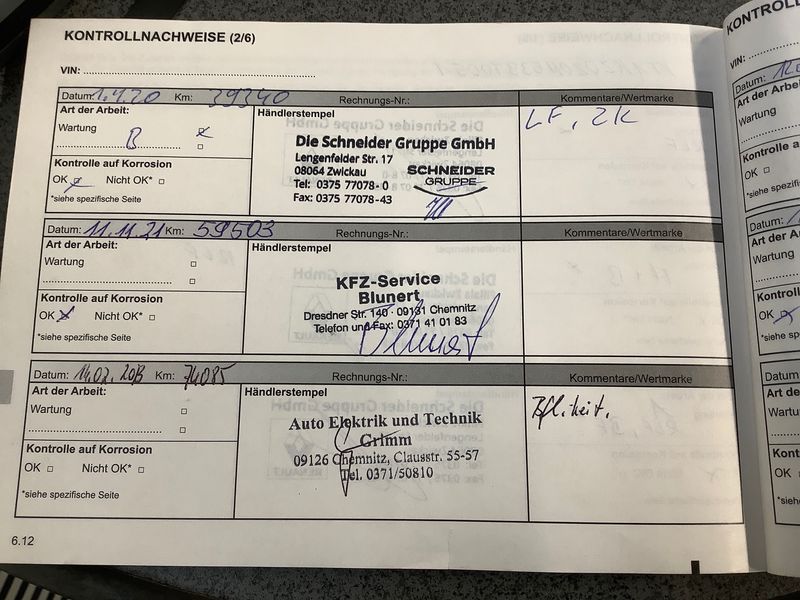 KONTROLLNACHWEISE (2/6)
VIN:
Datum: 1.4.20 Km: 39340 Rechnungs-Nr.: Kommentare/Wertmarke
Art der Arbeit: Händlerstempel LF, ZK
Wartung
B
Die Schneider Gruppe GmbH
Lengenfelder Str. 17
08064 Zwickau
Tel: 0375 77078-0
Fax: 0375 77078-43
SCHNEIDER
GRUPPE
Kontrolle auf Korrosion
OK Nicht OK*
*siehe spezifische Seite
Datum: 11.11.21 Km: 59503 Rechnungs-Nr.: Kommentare/Wertmarke
Art der Arbeit: Händlerstempel
Wartung
KFZ-Service
Blunert
Dresdner Str. 140 · 09131 Chemnitz
Telefon und Fax: 0371 41 01 83
Kontrolle auf Korrosion
OK Nicht OK*
*siehe spezifische Seite
Datum: Km: 74085 Rechnungs-Nr.: Kommentare/Wertmarke
Art der Arbeit: Händlerstempel
Wartung
Auto Elektrik und Technik
Grimm
09126 Chemnitz, Clausstr. 55-57
Tel. 0371/50810
Kontrolle auf Korrosion
OK Nicht OK*
*siehe spezifische Seite
6.12